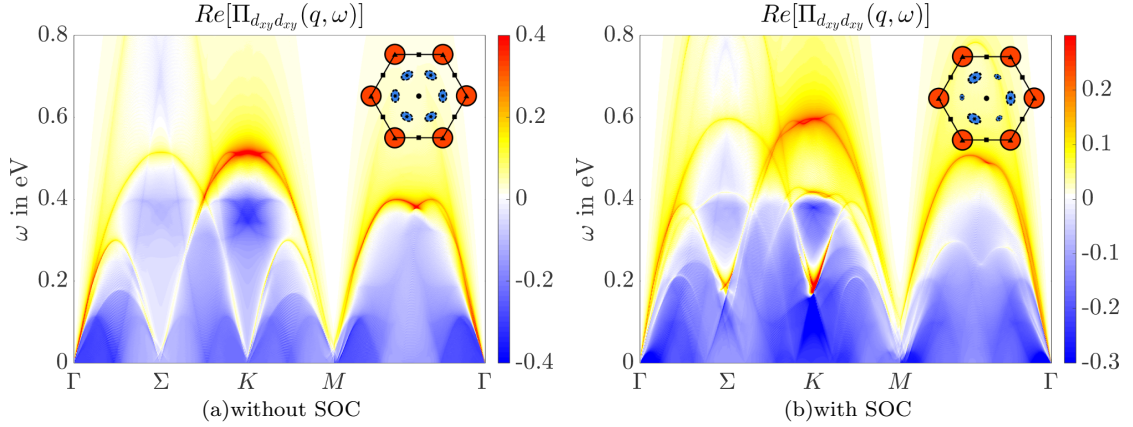 Re[Π_{d_{xy}d_{xy}}(q, ω)]
0.8
0.6
0.4
0.2
0
ω in eV
Γ
Σ
K
M
Γ
0.4
0.2
0
-0.2
-0.4
(a)without SOC
Re[Π_{d_{xy}d_{xy}}(q, ω)]
0.8
0.6
0.4
0.2
0
ω in eV
Γ
Σ
K
M
Γ
0.2
0.1
0
-0.1
-0.2
-0.3
(b)with SOC